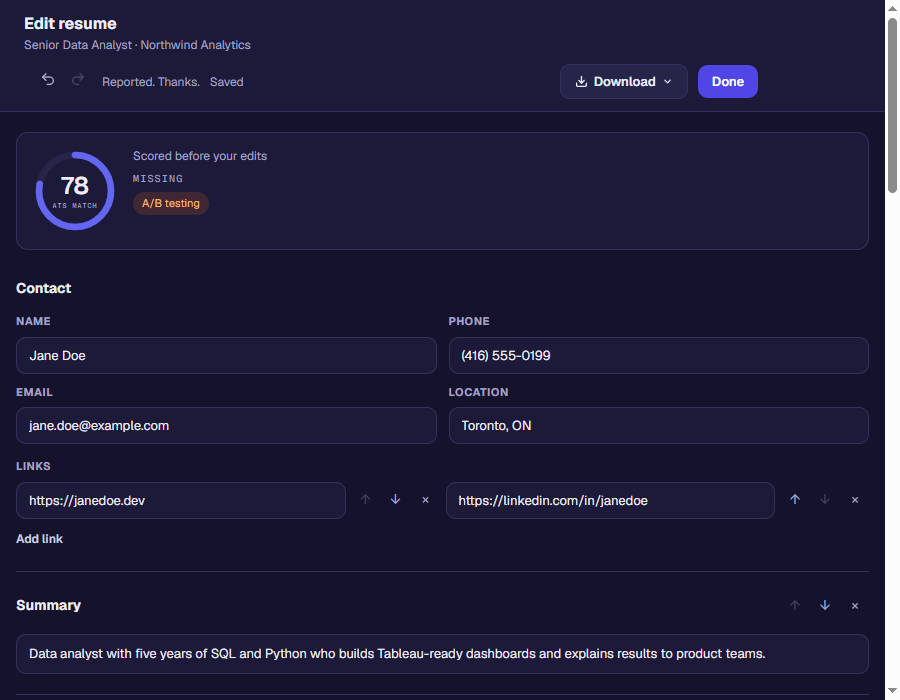 Edit resume
Senior Data Analyst · Northwind Analytics
Reported. Thanks. Saved
Download
Done
78
ATS MATCH
Scored before your edits
MISSING
A/B testing
Contact
NAME
PHONE
Jane Doe
(416) 555-0199
EMAIL
LOCATION
jane.doe@example.com
Toronto, ON
LINKS
https://janedoe.dev
https://linkedin.com/in/janedoe
Add link
Summary
Data analyst with five years of SQL and Python who builds Tableau-ready dashboards and explains results to product teams.